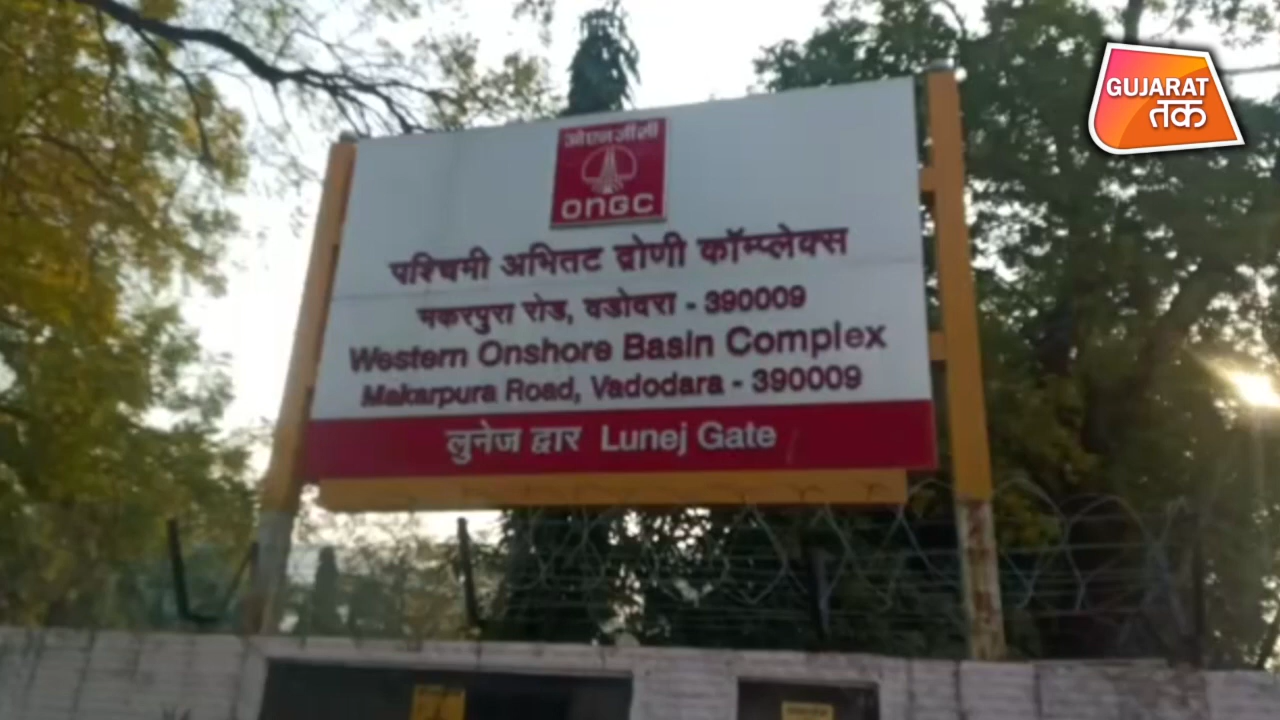 GUJARAT
तक
ओएनजीसी
ONGC
पश्चिमी अभितट द्रोणी कॉम्प्लेक्स
मकरपुरा रोड, वडोदरा - 390009
Western Onshore Basin Complex
Makarpura Road, Vadodara - 390009
लुनेज द्वार Lunej Gate